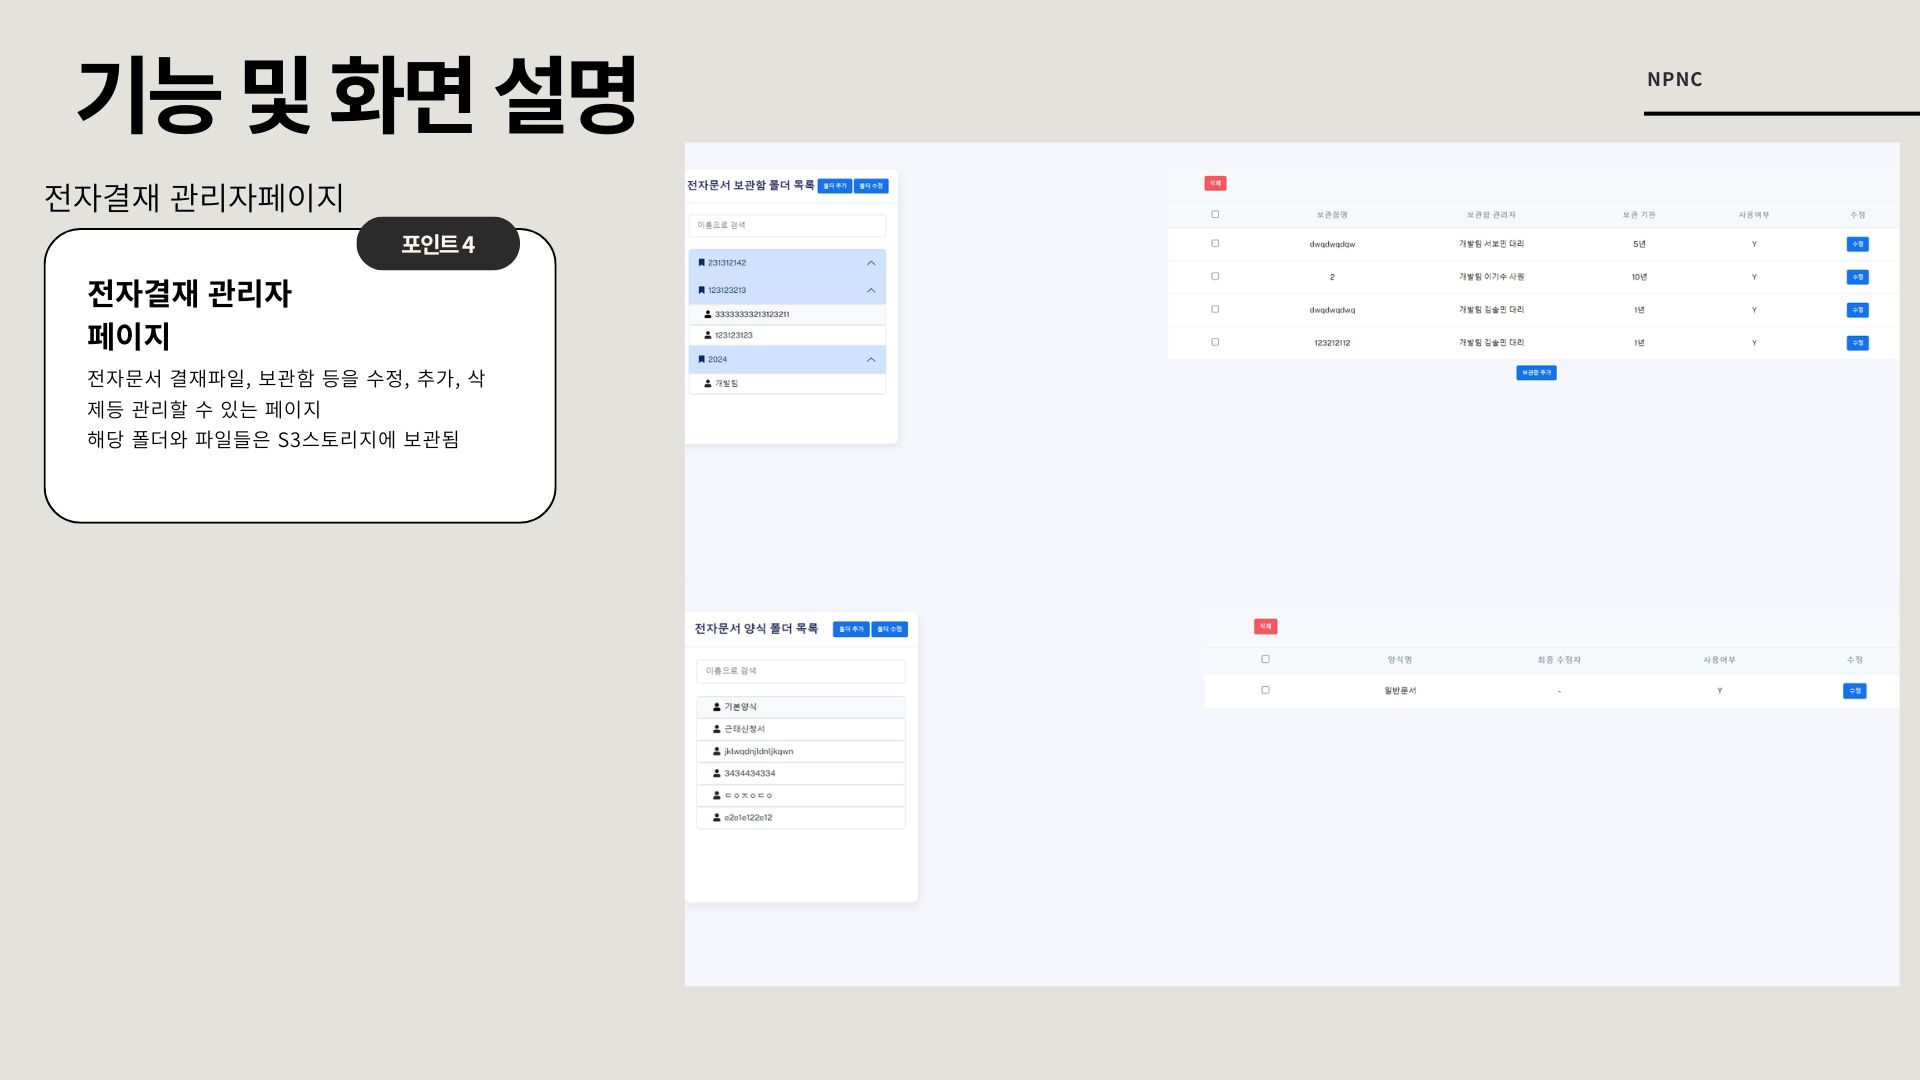 기능 및 화면 설명
NPNC
전자결재 관리자페이지
포인트 4
전자결재 관리자
페이지
전자문서 결재파일, 보관함 등을 수정, 추가, 삭
제등 관리할 수 있는 페이지
해당 폴더와 파일들은 S3스토리지에 보관됨
전자문서 보관함 폴더 목록 폴더 추가 폴더 수정
이름으로 검색
231312142
123123213
33333333213123211
123123123
2024
개발팀
삭제
보관함명 보관함 관리자 보관 기한 사용여부 수정
dwqdwqdqw 개발팀 서보민 대리 5년 Y 수정
2 개발팀 이기수 사원 10년 Y 수정
dwqdwqdwq 개발팀 김솔민 대리 1년 Y 수정
123212112 개발팀 김솔민 대리 1년 Y 수정
보관함 추가
전자문서 양식 폴더 목록 폴더 추가 폴더 수정
이름으로 검색
기본양식
근태신청서
jklwqdnjldnljkqwn
3434434334
ㄷㅇㅈㅇㄷㅇ
e2e1e122e12
삭제
양식명 최종 수정자 사용여부 수정
일반문서 - Y 수정